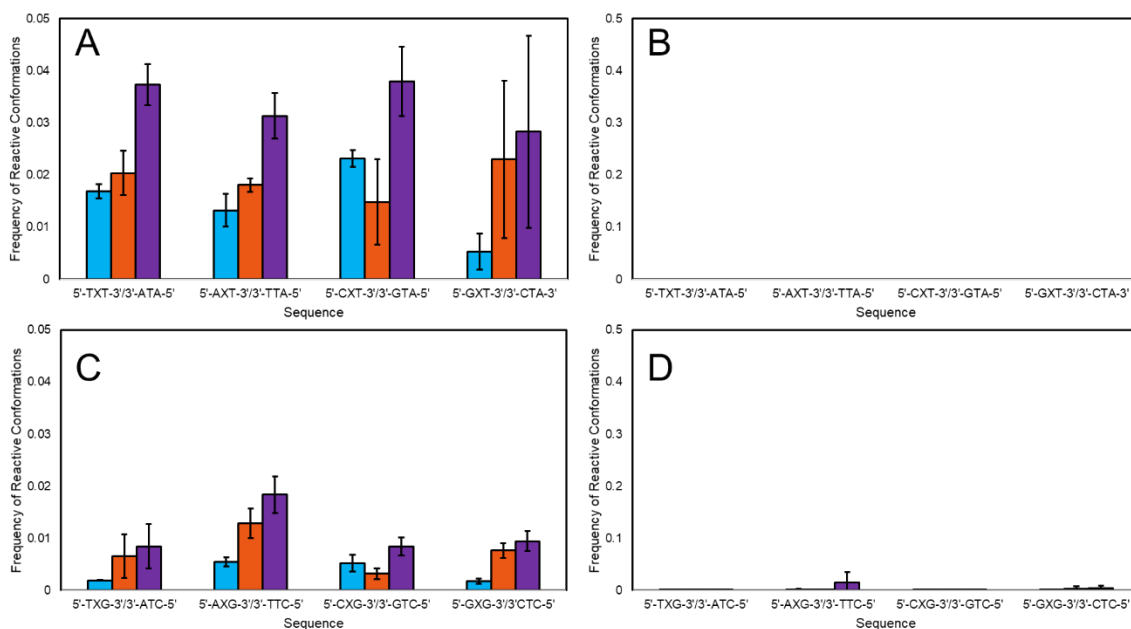 A
Frequency of Reactive Conformations
0.05
0.04
0.03
0.02
0.01
0
5'-TXT-3'/3'-ATA-5' 5'-AXT-3'/3'-TTA-5' 5'-CXT-3'/3'-GTA-5' 5'-GXT-3'/3'-CTA-3'
Sequence
B
Frequency of Reactive Conformations
0.5
0.4
0.3
0.2
0.1
0
5'-TXT-3'/3'-ATA-5' 5'-AXT-3'/3'-TTA-5' 5'-CXT-3'/3'-GTA-5' 5'-GXT-3'/3'-CTA-3'
Sequence
C
Frequency of Reactive Conformations
0.05
0.04
0.03
0.02
0.01
0
5'-TXG-3'/3'-ATC-5' 5'-AXG-3'/3'-TTC-5' 5'-CXG-3'/3'-GTC-5' 5'-GXG-3'/3'CTC-5'
Sequence
D
Frequency of Reactive Conformations
0.5
0.4
0.3
0.2
0.1
0
5'-TXG-3'/3'-ATC-5' 5'-AXG-3'/3'-TTC-5' 5'-CXG-3'/3'-GTC-5' 5'-GXG-3'/3'-CTC-5'
Sequence